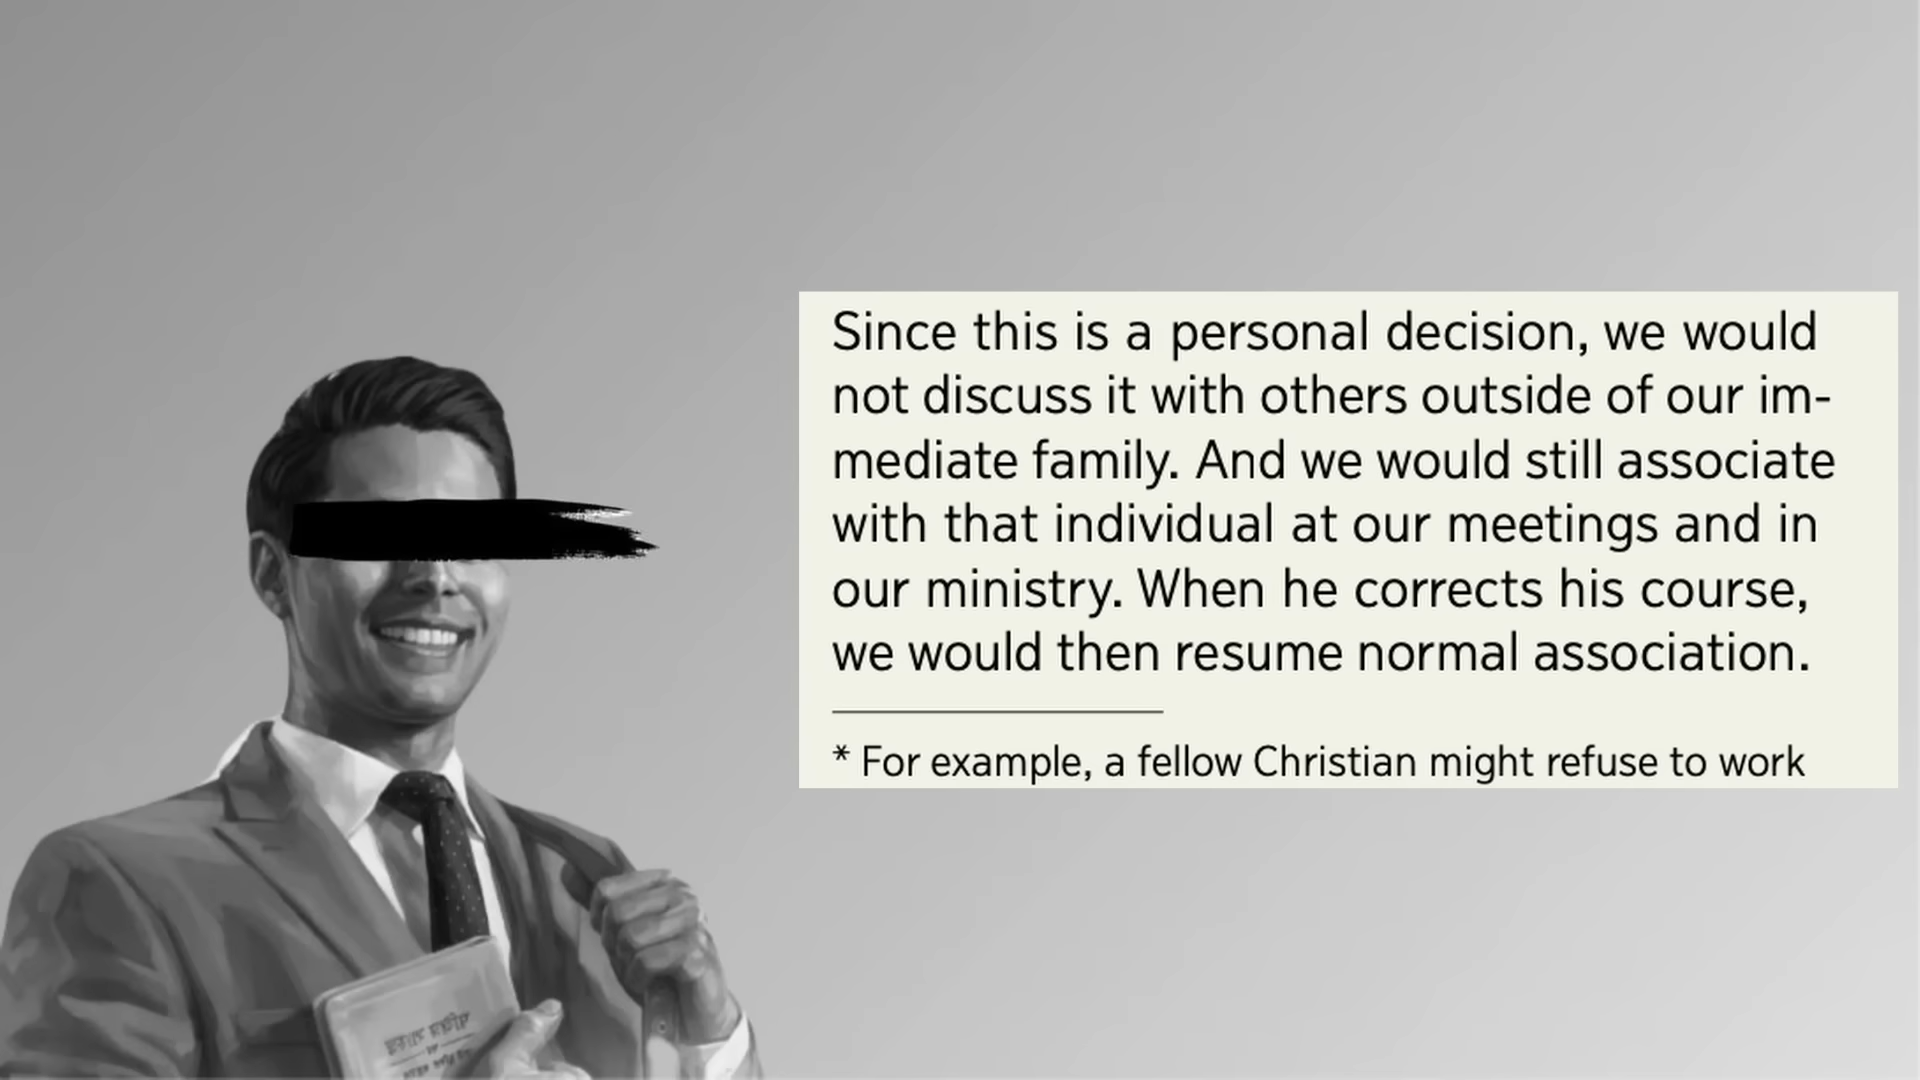 Since this is a personal decision, we would
not discuss it with others outside of our im-
mediate family. And we would still associate
with that individual at our meetings and in
our ministry. When he corrects his course,
we would then resume normal association.
* For example, a fellow Christian might refuse to work